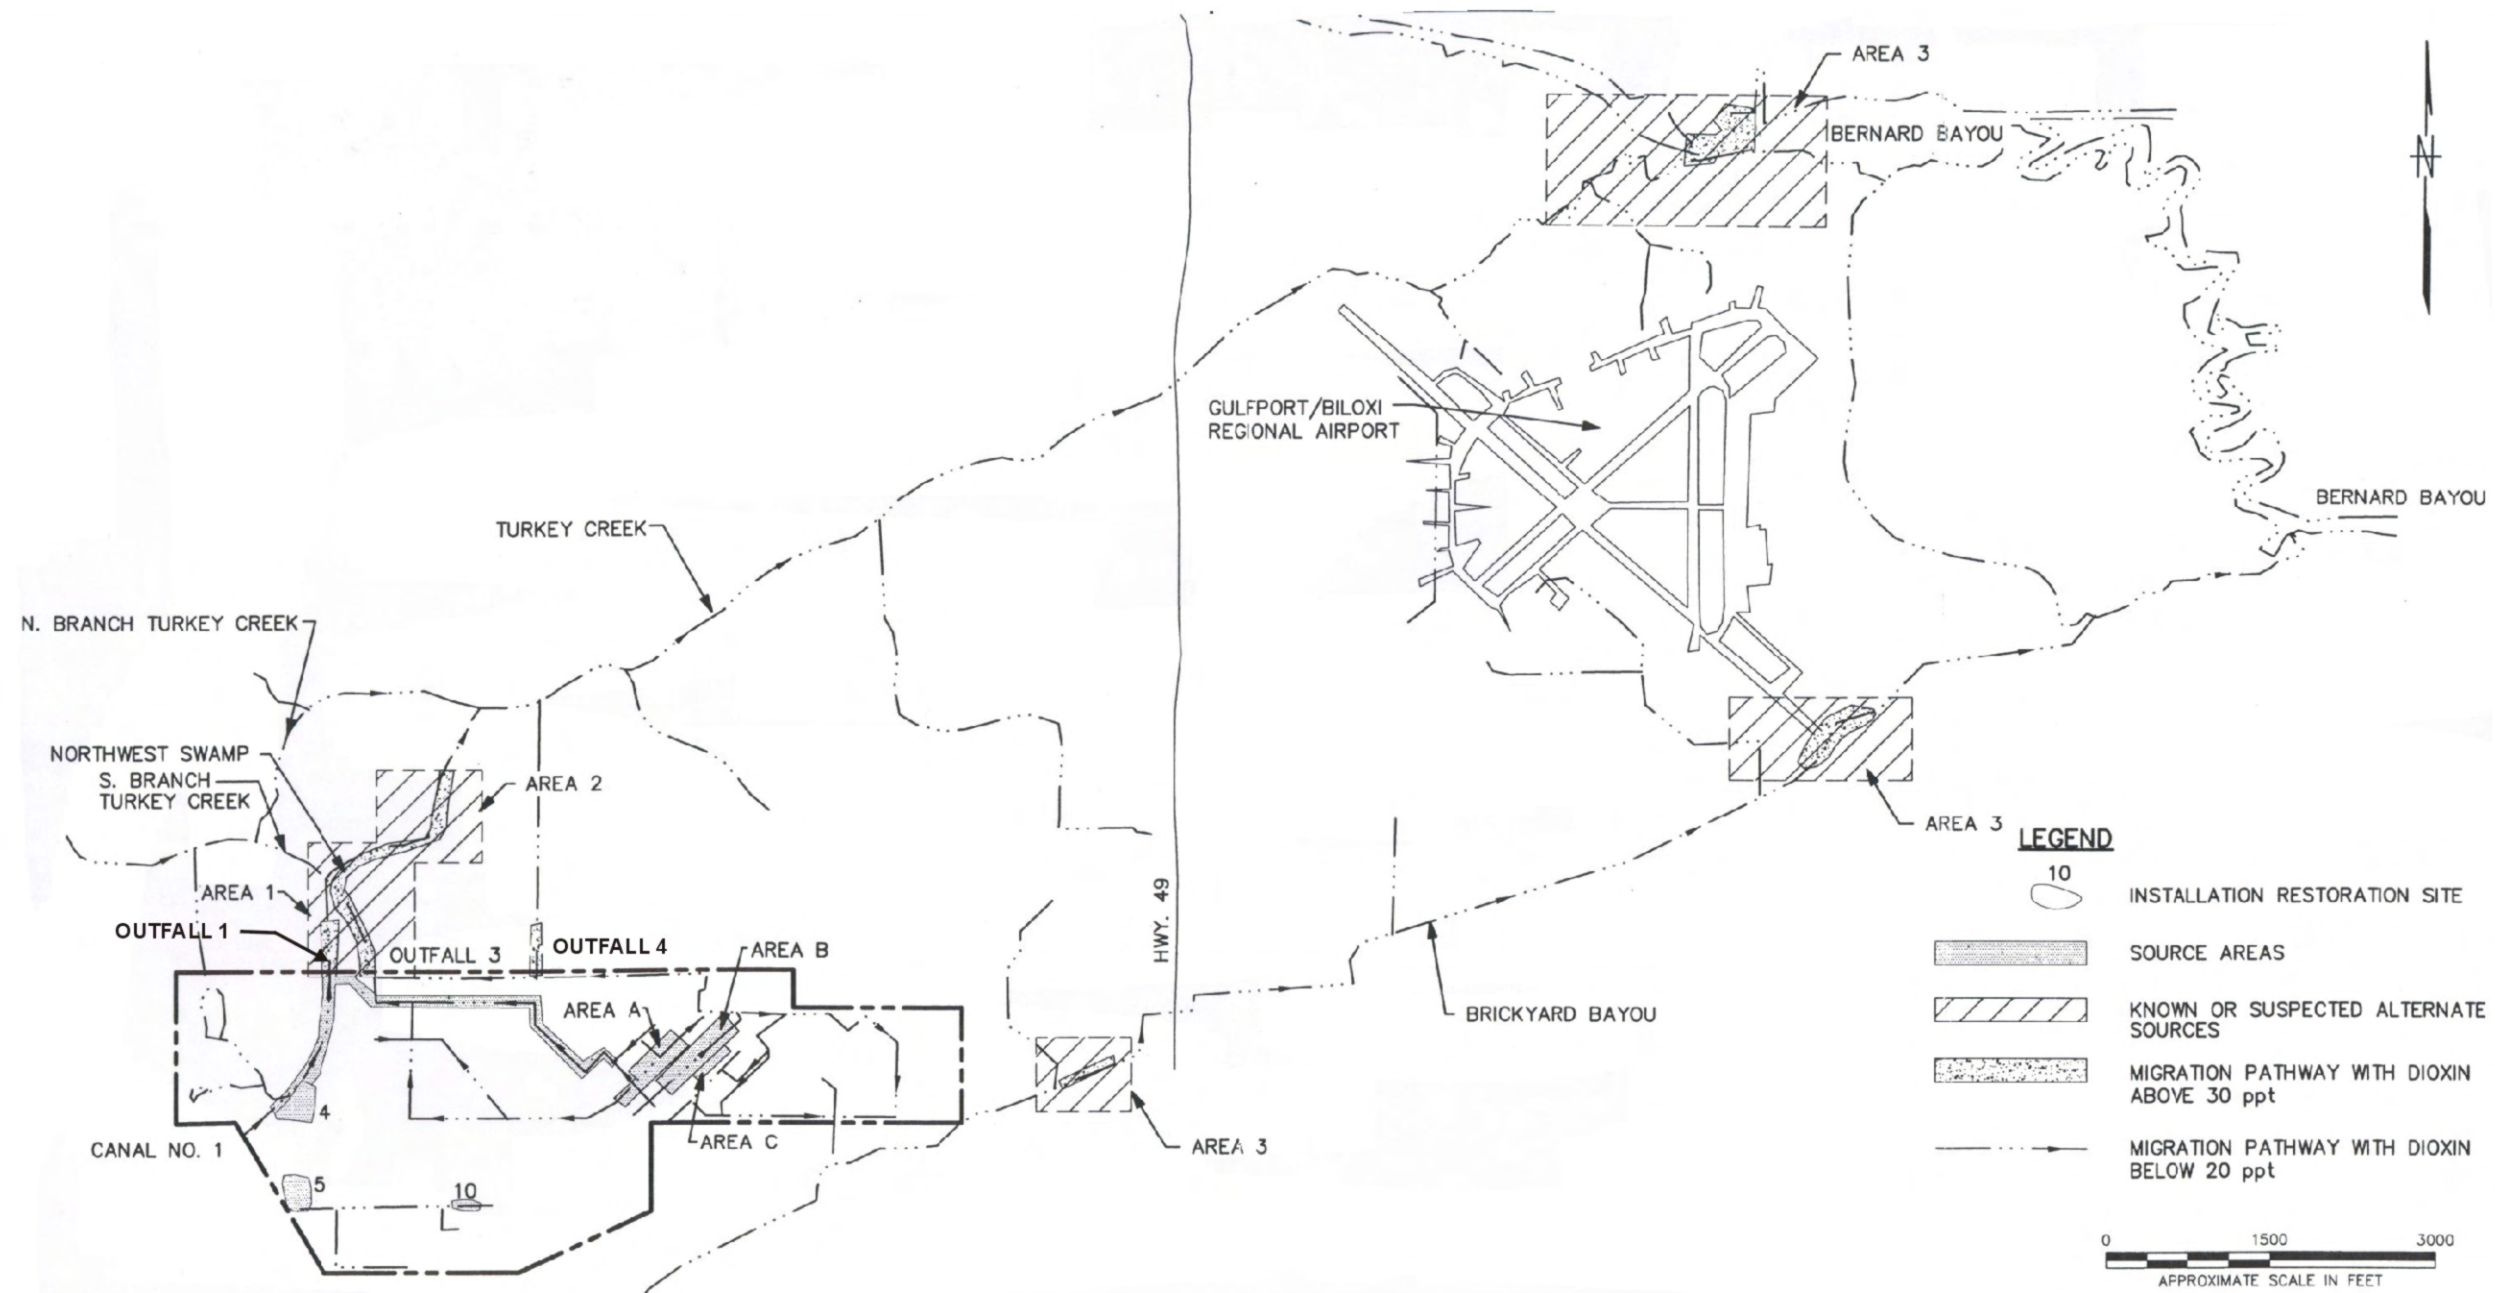 AREA 3
BERNARD BAYOU
N
GULFPORT/BILOXI
REGIONAL AIRPORT
BERNARD BAYOU
TURKEY CREEK
N. BRANCH TURKEY CREEK
NORTHWEST SWAMP
S. BRANCH
TURKEY CREEK
AREA 2
AREA 1
OUTFALL 1
OUTFALL 3
OUTFALL 4
AREA B
AREA A
AREA C
4
CANAL NO. 1
5
10
HWY. 49
BRICKYARD BAYOU
AREA 3
AREA 3
LEGEND
10
INSTALLATION RESTORATION SITE
SOURCE AREAS
KNOWN OR SUSPECTED ALTERNATE
SOURCES
MIGRATION PATHWAY WITH DIOXIN
ABOVE 30 ppt
MIGRATION PATHWAY WITH DIOXIN
BELOW 20 ppt
0 1500 3000
APPROXIMATE SCALE IN FEET